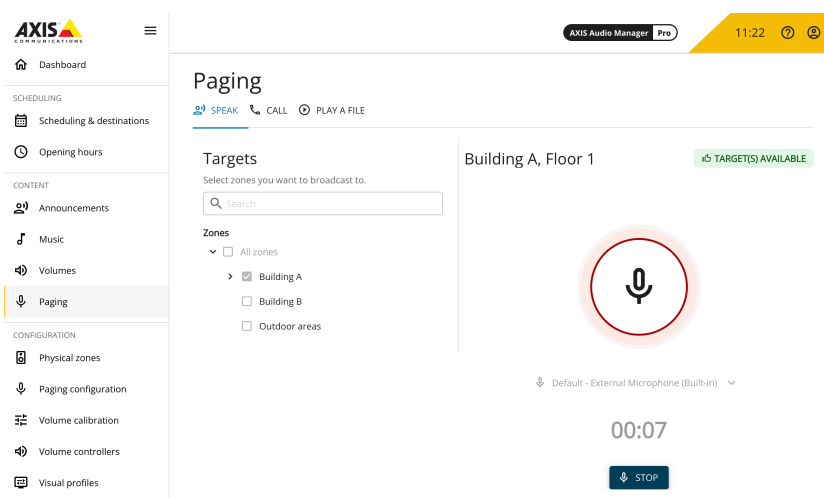 AXIS
COMMUNICATIONS
AXIS Audio Manager Pro
11:22
Dashboard
SCHEDULING
Scheduling & destinations
Opening hours
CONTENT
Announcements
Music
Volumes
Paging
CONFIGURATION
Physical zones
Paging configuration
Volume calibration
Volume controllers
Visual profiles
Paging
SPEAK CALL PLAY A FILE
Targets
Select zones you want to broadcast to.
Search
Zones
All zones
Building A
Building B
Outdoor areas
Building A, Floor 1
TARGET(S) AVAILABLE
Default - External Microphone (Built-in)
00:07
STOP